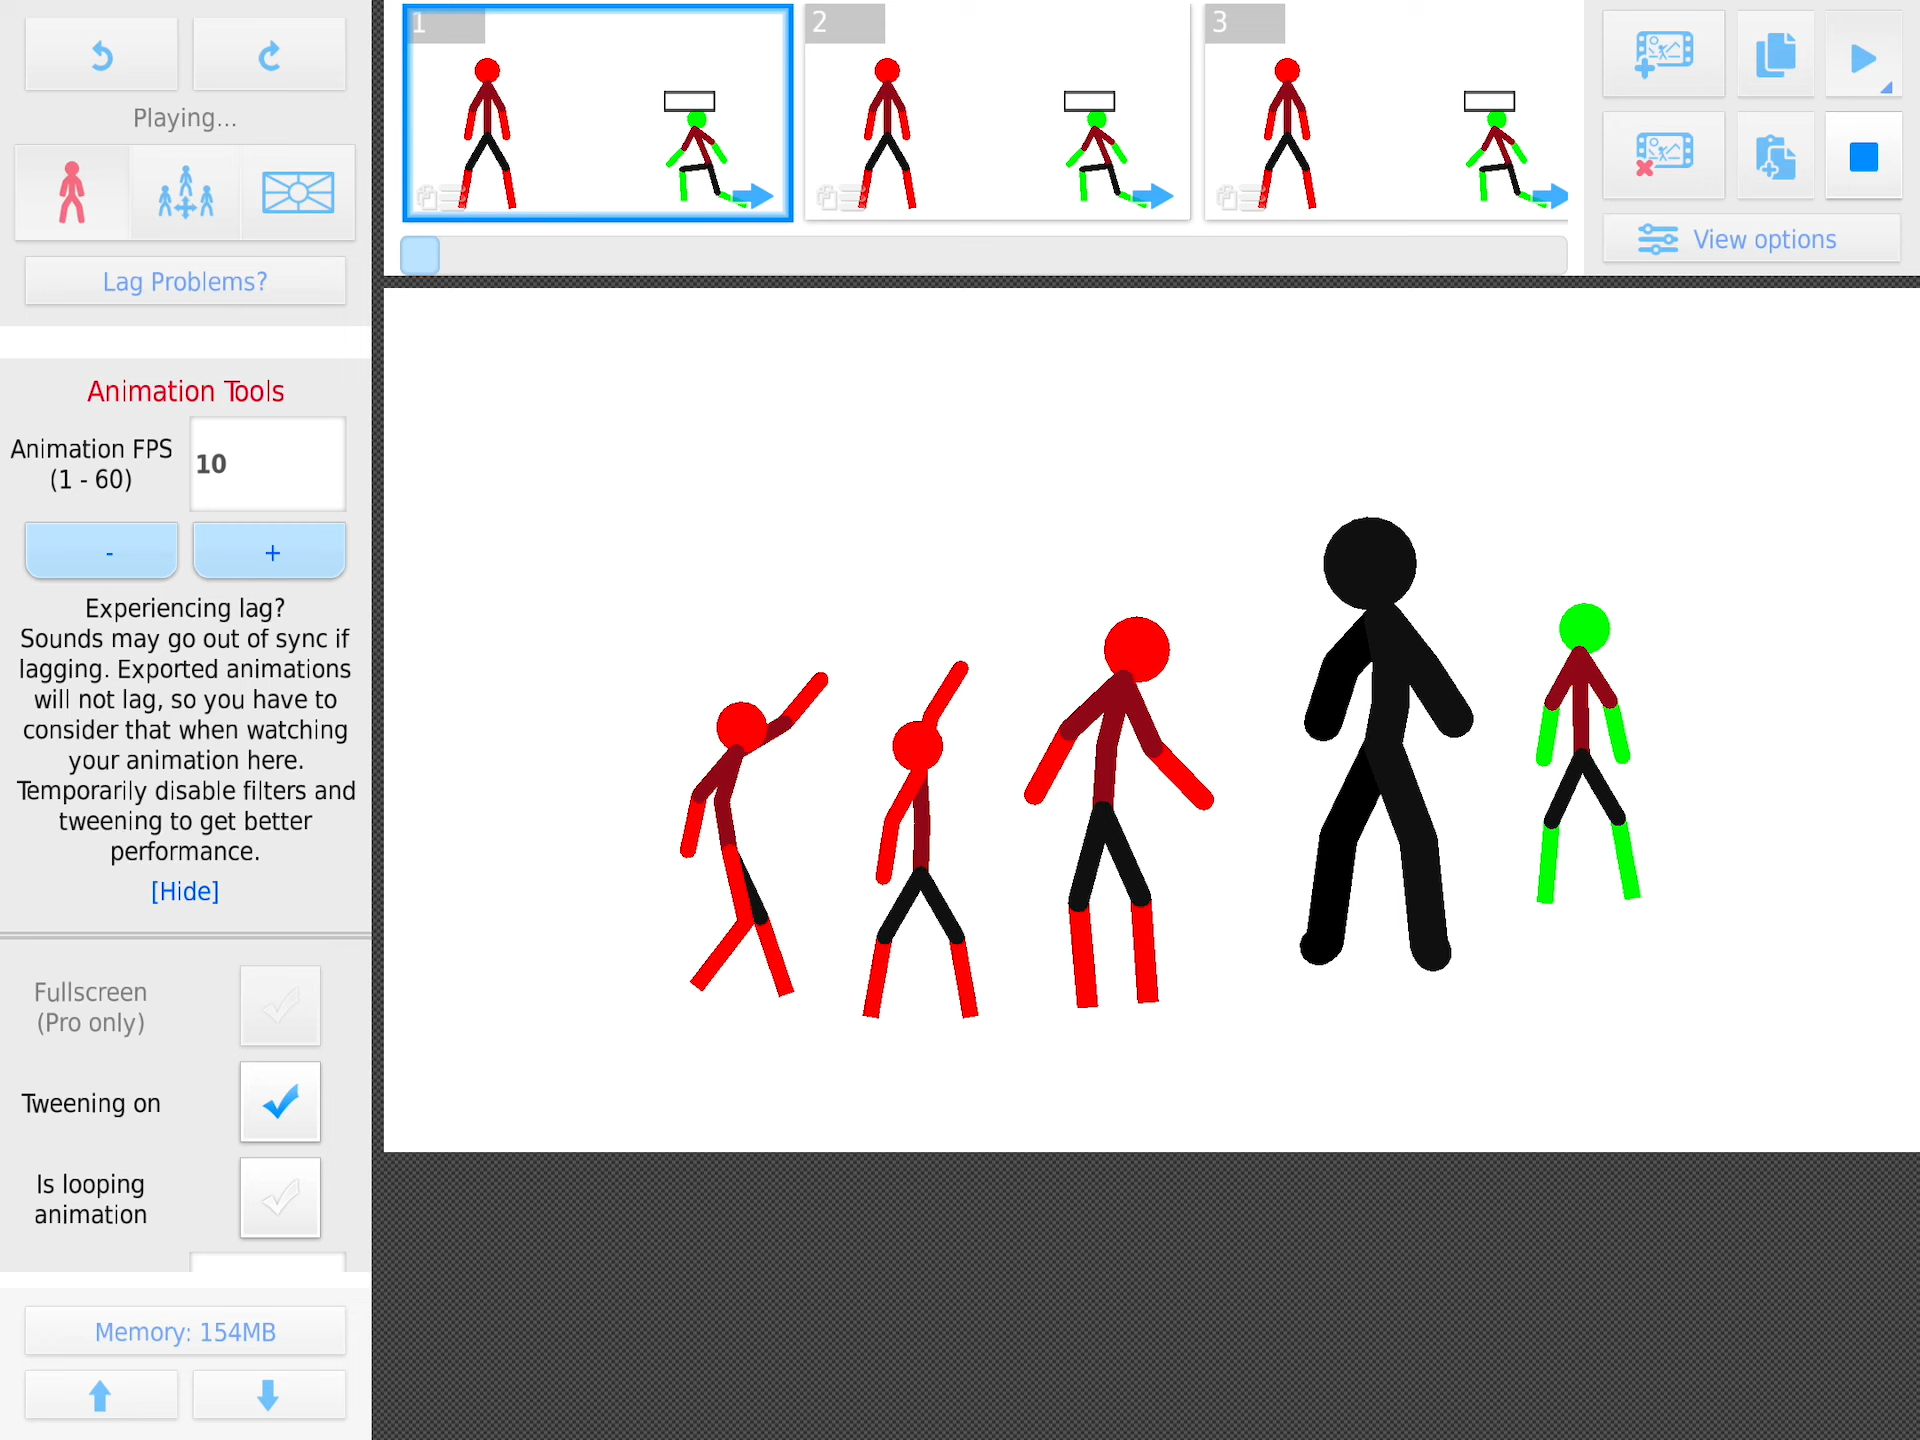 Playing...
Lag Problems?
Animation Tools
Animation FPS
(1 - 60)
10
-
+
Experiencing lag?
Sounds may go out of sync if
lagging. Exported animations
will not lag, so you have to
consider that when watching
your animation here.
Temporarily disable filters and
tweening to get better
performance.
[Hide]
Fullscreen
(Pro only)
Tweening on
Is looping
animation
Memory: 154MB
1
2
3
View options